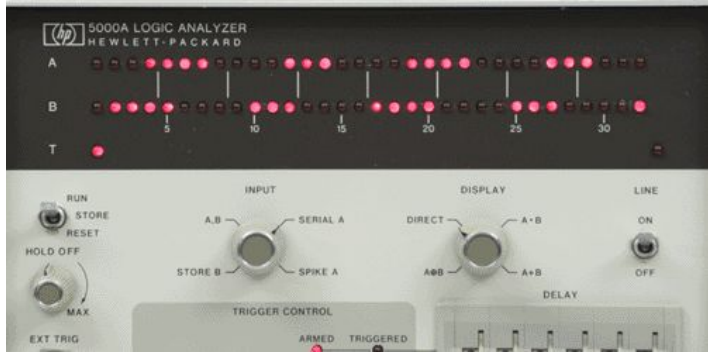 hp 5000A LOGIC ANALYZER
HEWLETT-PACKARD
A
B
5 10 15 20 25 30
T
RUN
STORE
RESET
HOLD OFF
MAX
EXT TRIG
INPUT
A,B SERIAL A
STORE B SPIKE A
DISPLAY
DIRECT A•B
A⊕B A+B
LINE
ON
OFF
TRIGGER CONTROL
ARMED TRIGGERED
DELAY